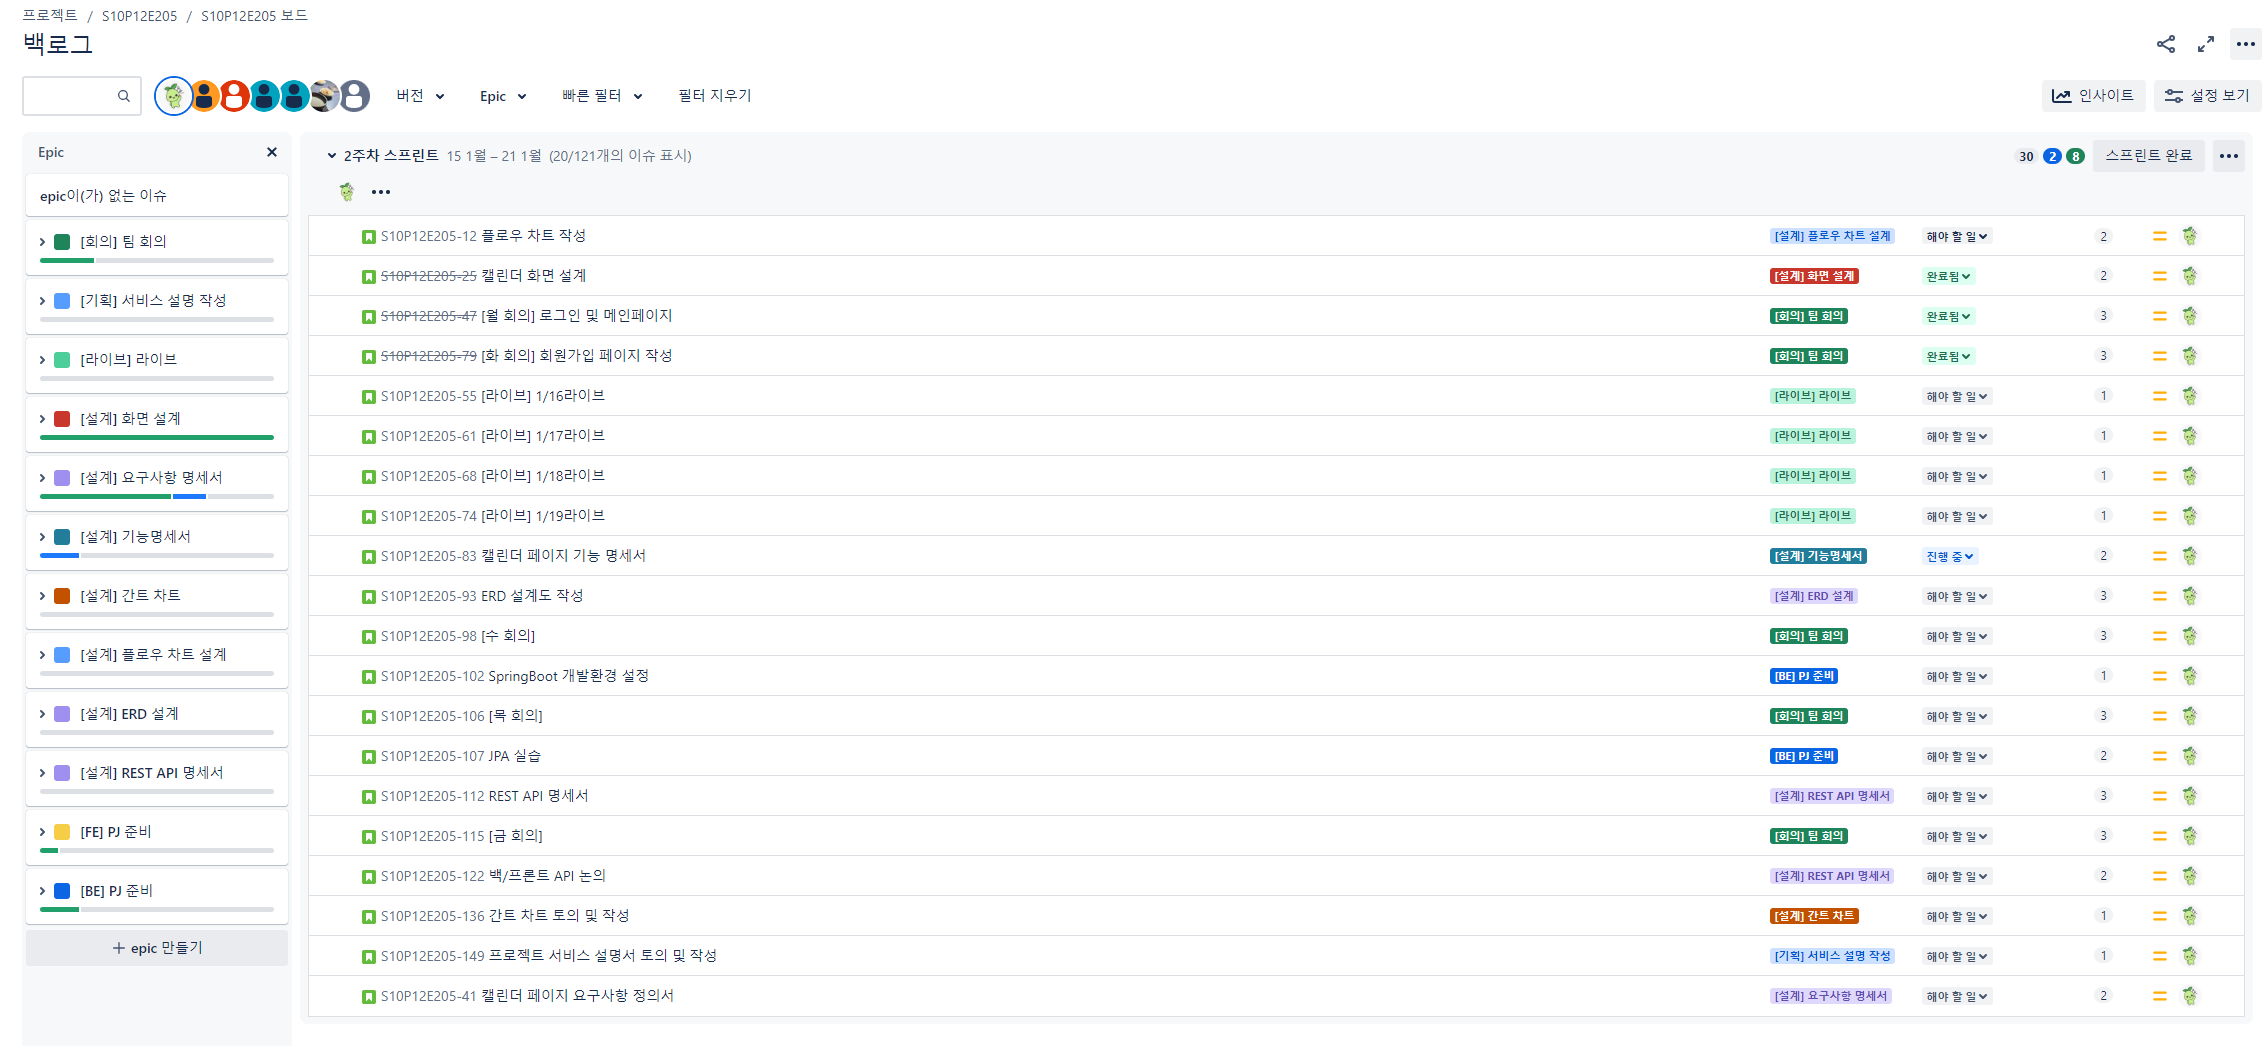 프로젝트 / S10P12E205 / S10P12E205 보드
백로그
버전 Epic 빠른 필터 필터 지우기 인사이트 설정 보기
Epic
epic이(가) 없는 이슈
[회의] 팀 회의
[기획] 서비스 설명 작성
[라이브] 라이브
[설계] 화면 설계
[설계] 요구사항 명세서
[설계] 기능명세서
[설계] 간트 차트
[설계] 플로우 차트 설계
[설계] ERD 설계
[설계] REST API 명세서
[FE] PJ 준비
[BE] PJ 준비
+ epic 만들기
2주차 스프린트 15 1월 – 21 1월 (20/121개의 이슈 표시) 30 2 8 스프린트 완료
S10P12E205-12 플로우 차트 작성 [설계] 플로우 차트 설계 해야 할 일 2
S10P12E205-25 캘린더 화면 설계 [설계] 화면 설계 완료됨 2
S10P12E205-47 [월 회의] 로그인 및 메인페이지 [회의] 팀 회의 완료됨 3
S10P12E205-79 [화 회의] 회원가입 페이지 작성 [회의] 팀 회의 완료됨 3
S10P12E205-55 [라이브] 1/16라이브 [라이브] 라이브 해야 할 일 1
S10P12E205-61 [라이브] 1/17라이브 [라이브] 라이브 해야 할 일 1
S10P12E205-68 [라이브] 1/18라이브 [라이브] 라이브 해야 할 일 1
S10P12E205-74 [라이브] 1/19라이브 [라이브] 라이브 해야 할 일 1
S10P12E205-83 캘린더 페이지 기능 명세서 [설계] 기능명세서 진행 중 2
S10P12E205-93 ERD 설계도 작성 [설계] ERD 설계 해야 할 일 3
S10P12E205-98 [수 회의] [회의] 팀 회의 해야 할 일 3
S10P12E205-102 SpringBoot 개발환경 설정 [BE] PJ 준비 해야 할 일 1
S10P12E205-106 [목 회의] [회의] 팀 회의 해야 할 일 3
S10P12E205-107 JPA 실습 [BE] PJ 준비 해야 할 일 2
S10P12E205-112 REST API 명세서 [설계] REST API 명세서 해야 할 일 3
S10P12E205-115 [금 회의] [회의] 팀 회의 해야 할 일 3
S10P12E205-122 백/프론트 API 논의 [설계] REST API 명세서 해야 할 일 2
S10P12E205-136 간트 차트 토의 및 작성 [설계] 간트 차트 해야 할 일 1
S10P12E205-149 프로젝트 서비스 설명서 토의 및 작성 [기획] 서비스 설명 작성 해야 할 일 1
S10P12E205-41 캘린더 페이지 요구사항 정의서 [설계] 요구사항 명세서 해야 할 일 2